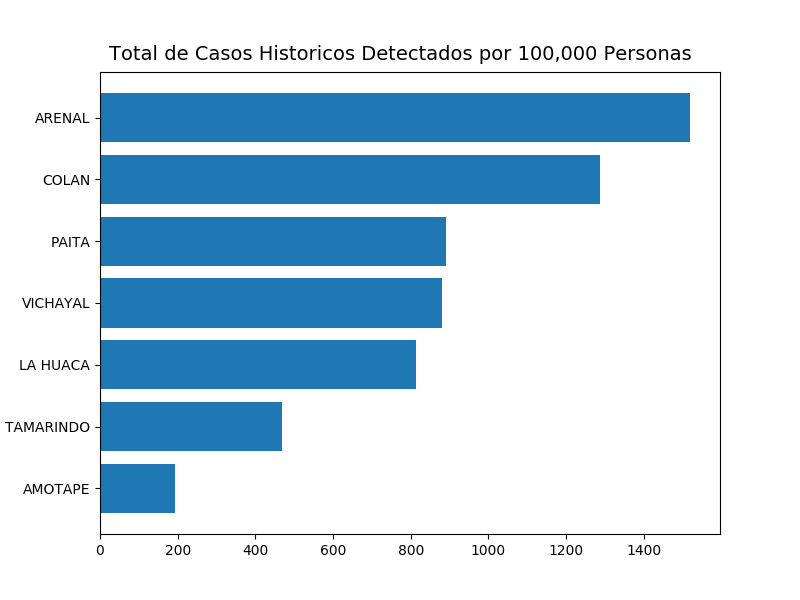 Total de Casos Historicos Detectados por 100,000 Personas
ARENAL
COLAN
PAITA
VICHAYAL
LA HUACA
TAMARINDO
AMOTAPE
0 200 400 600 800 1000 1200 1400